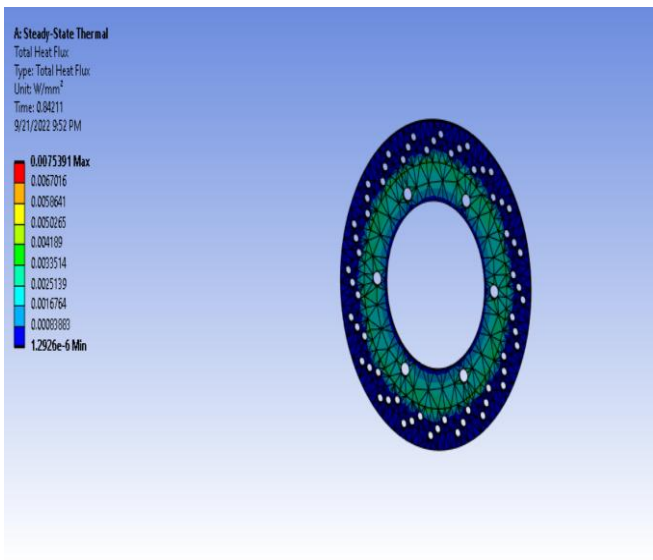 A: Steady-State Thermal
Total Heat Flux
Type: Total Heat Flux
Unit: W/mm²
Time: 0.84211
9/21/2022 9:52 PM
0.0075391 Max
0.0067016
0.0058641
0.0050265
0.004189
0.0033514
0.0025139
0.0016764
0.00083883
1.2926e-6 Min